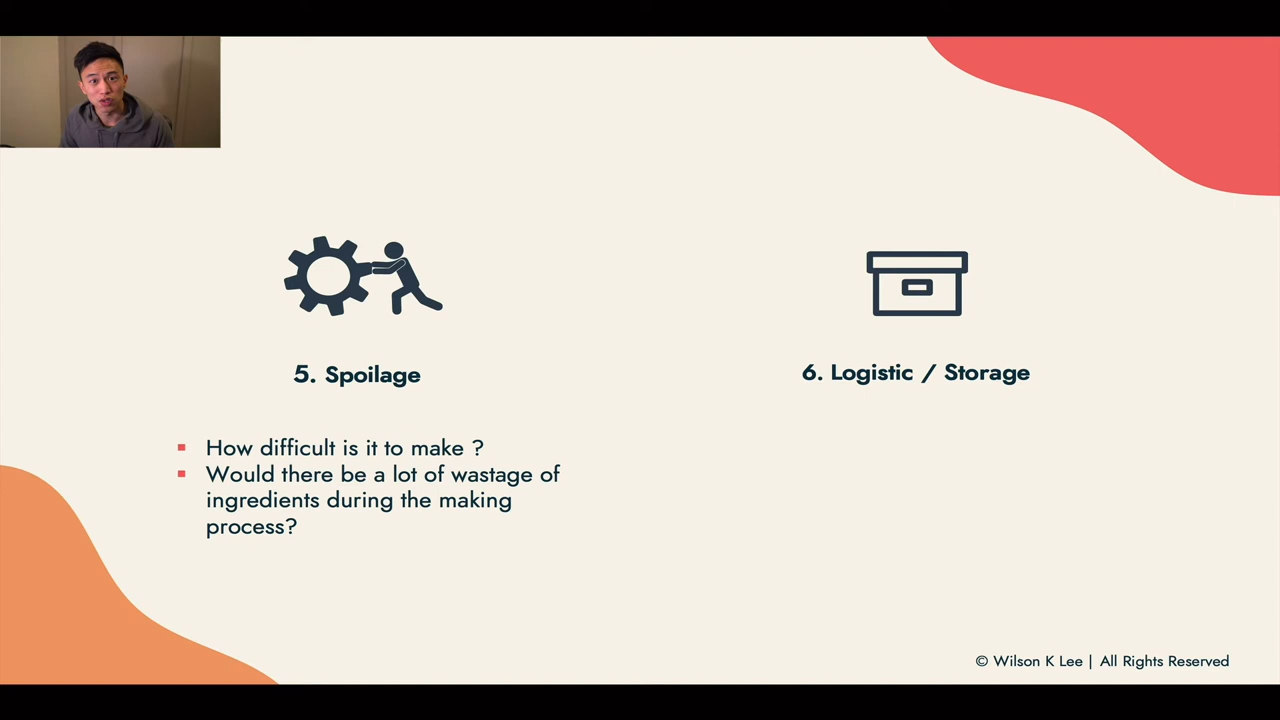 5. Spoilage
▪ How difficult is it to make ?
▪ Would there be a lot of wastage of
ingredients during the making
process?
6. Logistic / Storage
© Wilson K Lee | All Rights Reserved